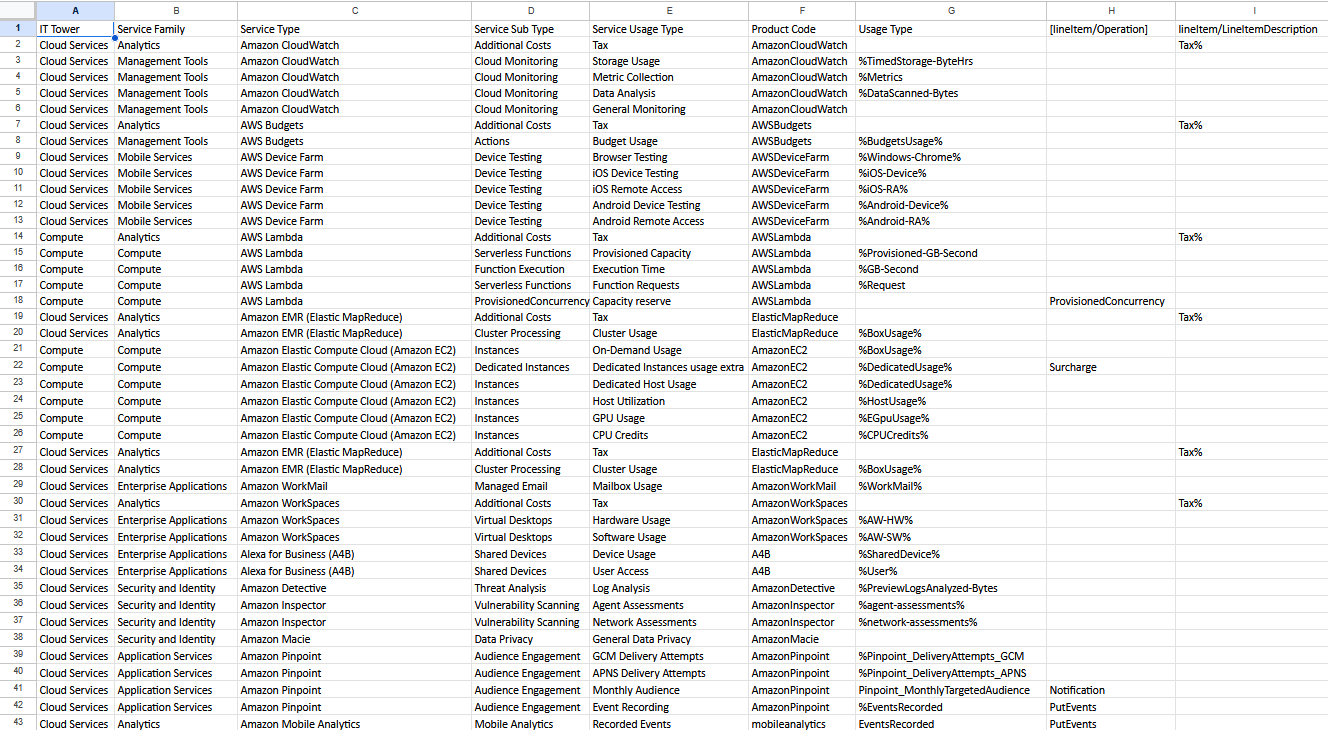 A B C D E F G H I
1 IT Tower Service Family Service Type Service Sub Type Service Usage Type Product Code Usage Type [lineItem/Operation] lineItem/LineItemDescription
2 Cloud Services Analytics Amazon CloudWatch Additional Costs Tax AmazonCloudWatch Tax%
3 Cloud Services Management Tools Amazon CloudWatch Cloud Monitoring Storage Usage AmazonCloudWatch %TimedStorage-ByteHrs
4 Cloud Services Management Tools Amazon CloudWatch Cloud Monitoring Metric Collection AmazonCloudWatch %Metrics
5 Cloud Services Management Tools Amazon CloudWatch Cloud Monitoring Data Analysis AmazonCloudWatch %DataScanned-Bytes
6 Cloud Services Management Tools Amazon CloudWatch Cloud Monitoring General Monitoring AmazonCloudWatch
7 Cloud Services Analytics AWS Budgets Additional Costs Tax AWSBudgets Tax%
8 Cloud Services Management Tools AWS Budgets Actions Budget Usage AWSBudgets %BudgetsUsage%
9 Cloud Services Mobile Services AWS Device Farm Device Testing Browser Testing AWSDeviceFarm %Windows-Chrome%
10 Cloud Services Mobile Services AWS Device Farm Device Testing iOS Device Testing AWSDeviceFarm %iOS-Device%
11 Cloud Services Mobile Services AWS Device Farm Device Testing iOS Remote Access AWSDeviceFarm %iOS-RA%
12 Cloud Services Mobile Services AWS Device Farm Device Testing Android Device Testing AWSDeviceFarm %Android-Device%
13 Cloud Services Mobile Services AWS Device Farm Device Testing Android Remote Access AWSDeviceFarm %Android-RA%
14 Compute Analytics AWS Lambda Additional Costs Tax AWSLambda Tax%
15 Compute Compute AWS Lambda Serverless Functions Provisioned Capacity AWSLambda %Provisioned-GB-Second
16 Compute Compute AWS Lambda Function Execution Execution Time AWSLambda %GB-Second
17 Compute Compute AWS Lambda Serverless Functions Function Requests AWSLambda %Request
18 Compute Compute AWS Lambda ProvisionedConcurrency Capacity reserve AWSLambda ProvisionedConcurrency
19 Cloud Services Analytics Amazon EMR (Elastic MapReduce) Additional Costs Tax ElasticMapReduce Tax%
20 Cloud Services Analytics Amazon EMR (Elastic MapReduce) Cluster Processing Cluster Usage ElasticMapReduce %BoxUsage%
21 Compute Compute Amazon Elastic Compute Cloud (Amazon EC2) Instances On-Demand Usage AmazonEC2 %BoxUsage%
22 Compute Compute Amazon Elastic Compute Cloud (Amazon EC2) Dedicated Instances Dedicated Instances usage extra AmazonEC2 %DedicatedUsage% Surcharge
23 Compute Compute Amazon Elastic Compute Cloud (Amazon EC2) Instances Dedicated Host Usage AmazonEC2 %DedicatedUsage%
24 Compute Compute Amazon Elastic Compute Cloud (Amazon EC2) Instances Host Utilization AmazonEC2 %HostUsage%
25 Compute Compute Amazon Elastic Compute Cloud (Amazon EC2) Instances GPU Usage AmazonEC2 %EGpuUsage%
26 Compute Compute Amazon Elastic Compute Cloud (Amazon EC2) Instances CPU Credits AmazonEC2 %CPUCredits%
27 Cloud Services Analytics Amazon EMR (Elastic MapReduce) Additional Costs Tax ElasticMapReduce Tax%
28 Cloud Services Analytics Amazon EMR (Elastic MapReduce) Cluster Processing Cluster Usage ElasticMapReduce %BoxUsage%
29 Cloud Services Enterprise Applications Amazon WorkMail Managed Email Mailbox Usage AmazonWorkMail %WorkMail%
30 Cloud Services Analytics Amazon WorkSpaces Additional Costs Tax AmazonWorkSpaces Tax%
31 Cloud Services Enterprise Applications Amazon WorkSpaces Virtual Desktops Hardware Usage AmazonWorkSpaces %AW-HW%
32 Cloud Services Enterprise Applications Amazon WorkSpaces Virtual Desktops Software Usage AmazonWorkSpaces %AW-SW%
33 Cloud Services Enterprise Applications Alexa for Business (A4B) Shared Devices Device Usage A4B %SharedDevice%
34 Cloud Services Enterprise Applications Alexa for Business (A4B) Shared Devices User Access A4B %User%
35 Cloud Services Security and Identity Amazon Detective Threat Analysis Log Analysis AmazonDetective %PreviewLogsAnalyzed-Bytes
36 Cloud Services Security and Identity Amazon Inspector Vulnerability Scanning Agent Assessments AmazonInspector %agent-assessments%
37 Cloud Services Security and Identity Amazon Inspector Vulnerability Scanning Network Assessments AmazonInspector %network-assessments%
38 Cloud Services Security and Identity Amazon Macie Data Privacy General Data Privacy AmazonMacie
39 Cloud Services Application Services Amazon Pinpoint Audience Engagement GCM Delivery Attempts AmazonPinpoint %Pinpoint_DeliveryAttempts_GCM
40 Cloud Services Application Services Amazon Pinpoint Audience Engagement APNS Delivery Attempts AmazonPinpoint %Pinpoint_DeliveryAttempts_APNS
41 Cloud Services Application Services Amazon Pinpoint Audience Engagement Monthly Audience AmazonPinpoint Pinpoint_MonthlyTargetedAudience Notification
42 Cloud Services Application Services Amazon Pinpoint Audience Engagement Event Recording AmazonPinpoint %EventsRecorded PutEvents
43 Cloud Services Analytics Amazon Mobile Analytics Mobile Analytics Recorded Events mobileanalytics EventsRecorded PutEvents